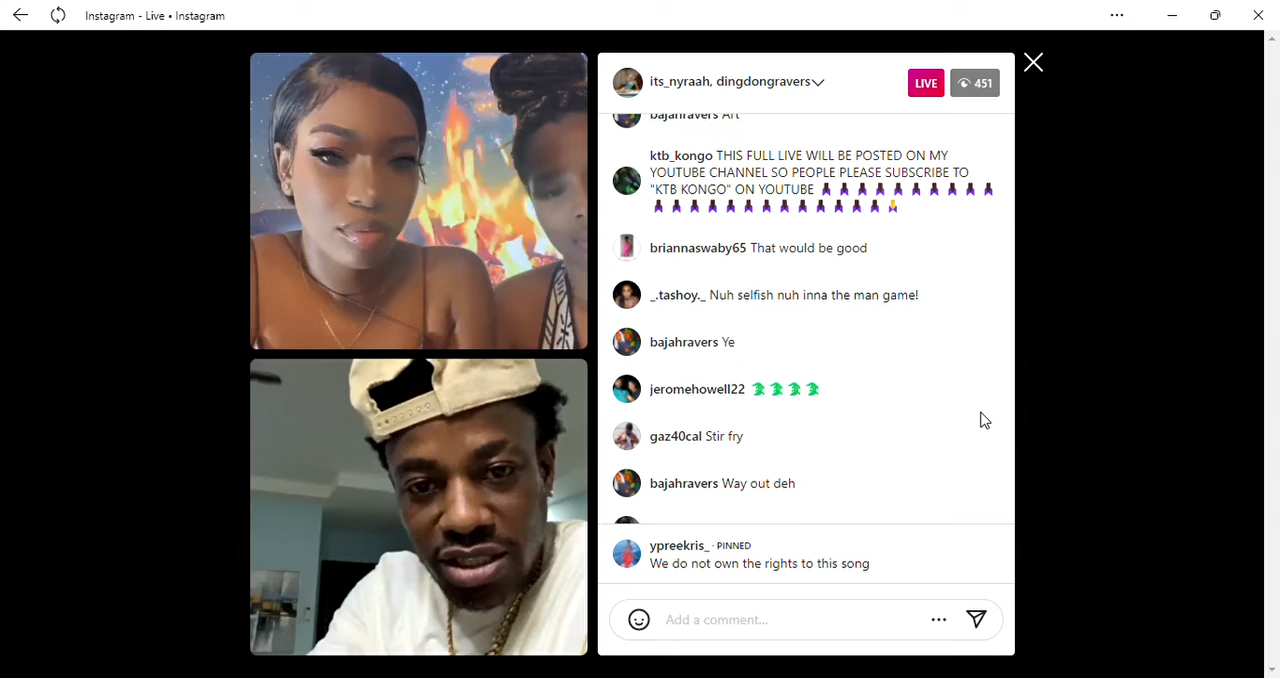 Instagram - Live • Instagram
its_nyraah, dingdongravers
LIVE
451
bajahravers Art
ktb_kongo THIS FULL LIVE WILL BE POSTED ON MY
YOUTUBE CHANNEL SO PEOPLE PLEASE SUBSCRIBE TO
"KTB KONGO" ON YOUTUBE
briannaswaby65 That would be good
_.tashoy._ Nuh selfish nuh inna the man game!
bajahravers Ye
jeromehowell22
gaz40cal Stir fry
bajahravers Way out deh
ypreekris_ · PINNED
We do not own the rights to this song
Add a comment...